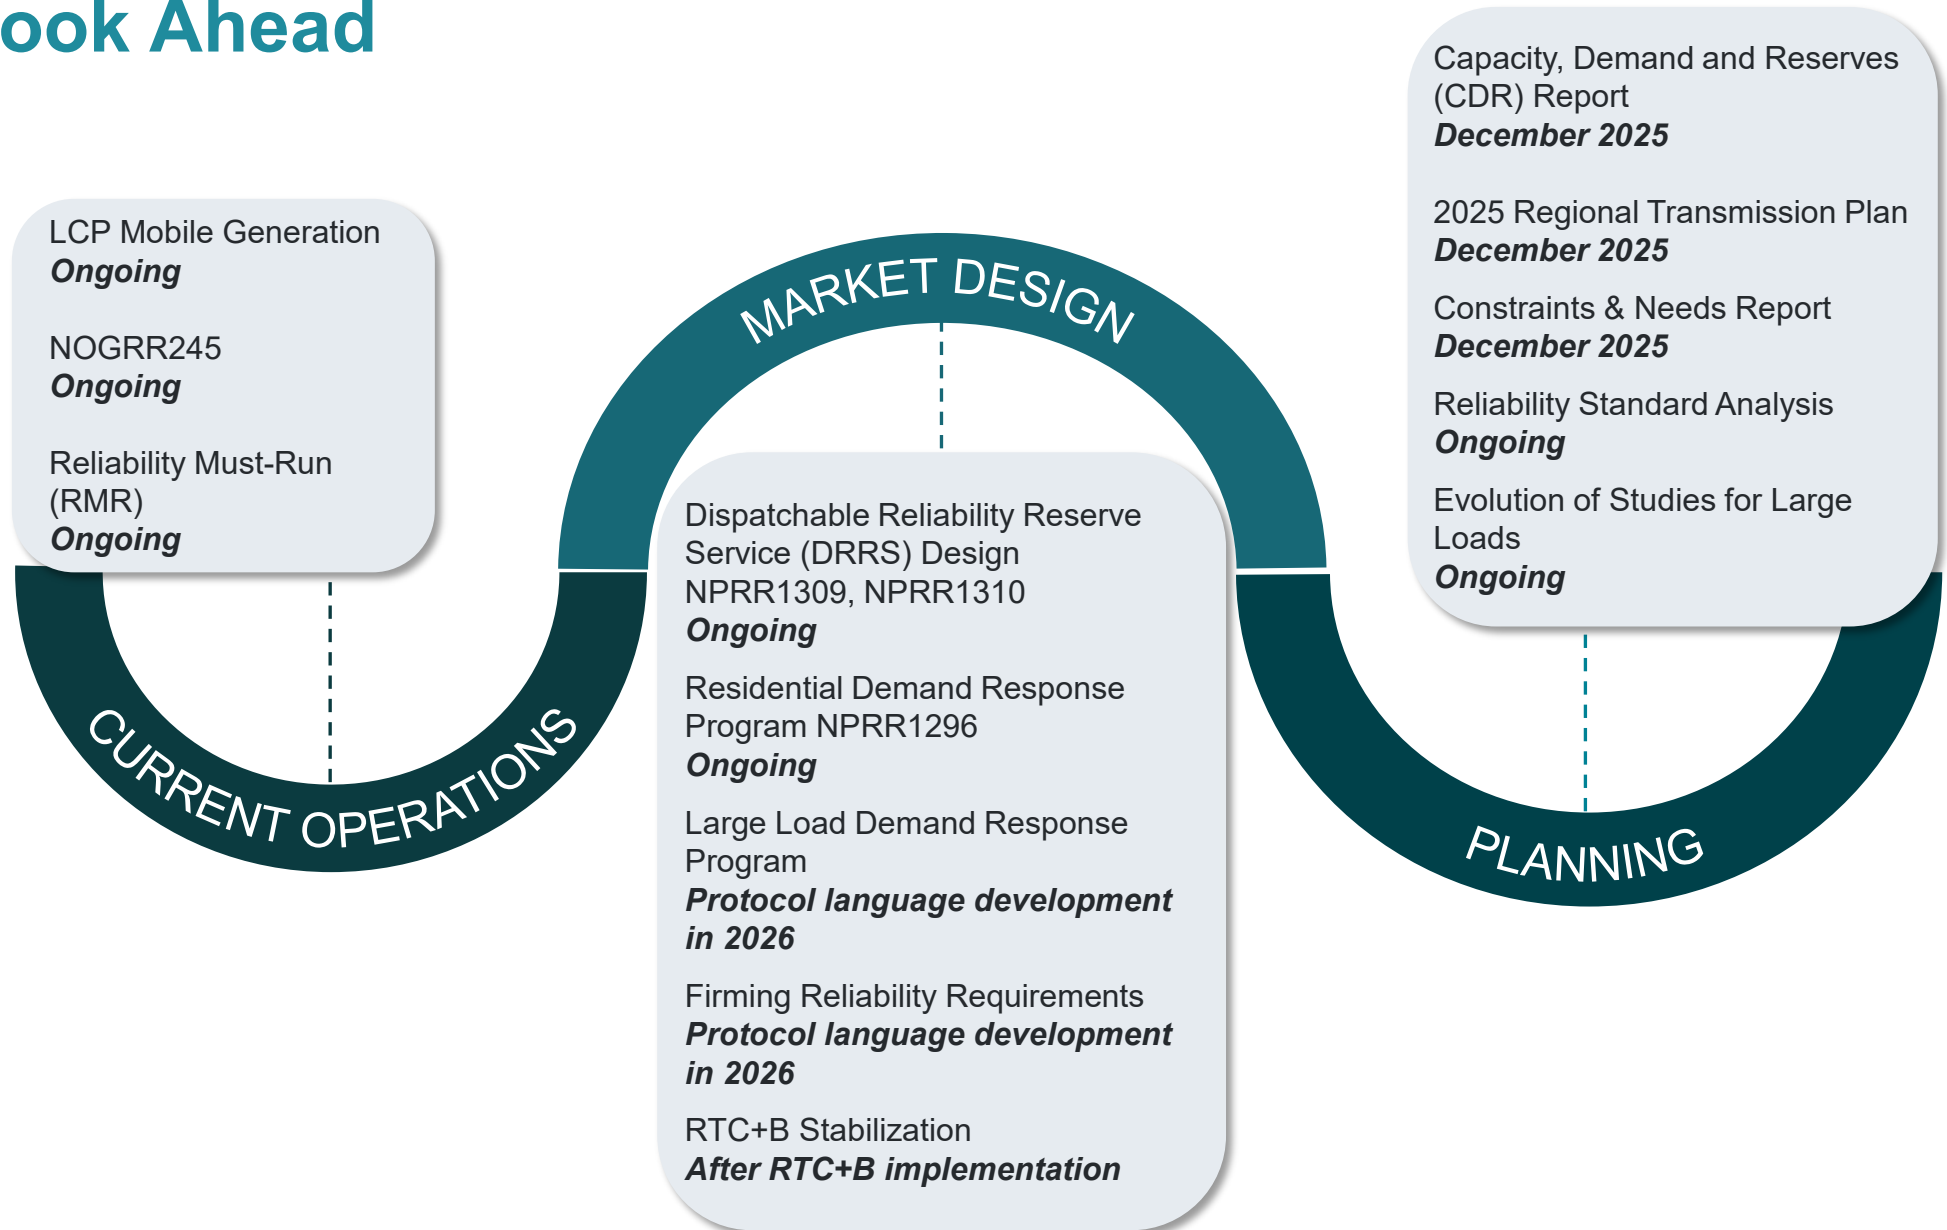 ook Ahead
LCP Mobile Generation
Ongoing
NOGRR245
Ongoing
Reliability Must-Run
(RMR)
Ongoing
CURRENT OPERATIONS
MARKET DESIGN
Dispatchable Reliability Reserve
Service (DRRS) Design
NPRR1309, NPRR1310
Ongoing
Residential Demand Response
Program NPRR1296
Ongoing
Large Load Demand Response
Program
Protocol language development
in 2026
Firming Reliability Requirements
Protocol language development
in 2026
RTC+B Stabilization
After RTC+B implementation
Capacity, Demand and Reserves
(CDR) Report
December 2025
2025 Regional Transmission Plan
December 2025
Constraints & Needs Report
December 2025
Reliability Standard Analysis
Ongoing
Evolution of Studies for Large
Loads
Ongoing
PLANNING